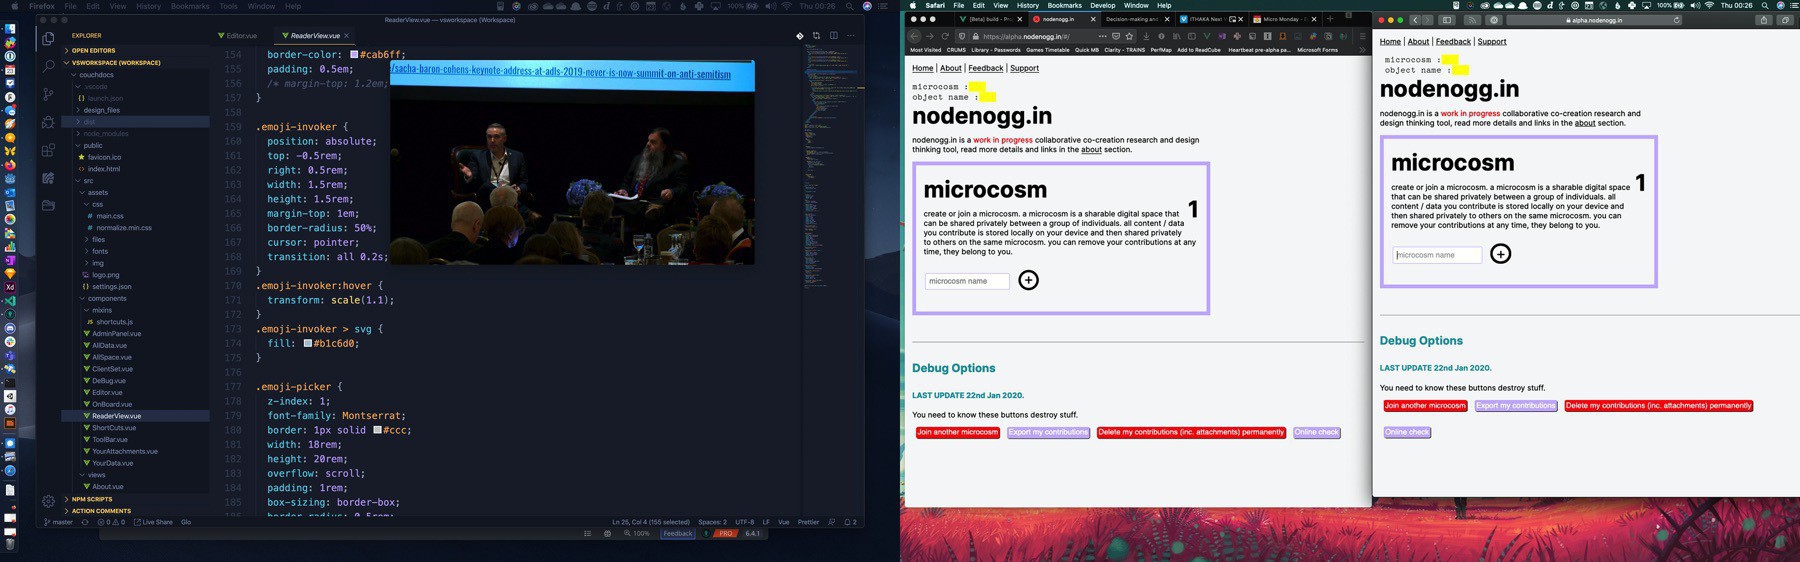 Firefox File Edit View History Bookmarks Tools Window Help 100% Thu 00:26
ReaderView.vue — vsworkspace (Workspace)
EXPLORER
OPEN EDITORS
VSWORKSPACE (WORKSPACE)
couchdocs
.vscode
launch.json
design_files
dist
node_modules
public
favicon.ico
index.html
src
assets
css
main.css
normalize.min.css
files
fonts
img
logo.png
settings.json
components
mixins
shortcuts.js
AdminPanel.vue
AllData.vue
AllSpace.vue
ClientSet.vue
DeBug.vue
Editor.vue
OnBoard.vue
ReaderView.vue
ShortCuts.vue
ToolBar.vue
YourAttachments.vue
YourData.vue
views
About.vue
NPM SCRIPTS
ACTION COMMENTS
Editor.vue ReaderView.vue
154 border-color: #cab6ff;
155 padding: 0.5em;
156 /* margin-top: 1.2em;
157 }
158
159 .emoji-invoker {
160 position: absolute;
161 top: -0.5rem;
162 right: 0.5rem;
163 width: 1.5rem;
164 height: 1.5rem;
165 margin-top: 1em;
166 border-radius: 50%;
167 cursor: pointer;
168 transition: all 0.2s;
169 }
170 .emoji-invoker:hover {
171 transform: scale(1.1);
172 }
173 .emoji-invoker > svg {
174 fill: #b1c6d0;
175 }
176
177 .emoji-picker {
178 z-index: 1;
179 font-family: Montserrat;
180 border: 1px solid #ccc;
181 width: 18rem;
182 height: 20rem;
183 overflow: scroll;
184 padding: 1rem;
185 box-sizing: border-box;
border-radius: 0.5rem;
/sacha-baron-cohens-keynote-address-at-adls-2019-never-is-now-summit-on-anti-semitism
master 0 0 Live Share Glo
Ln 25, Col 4 (155 selected) Spaces: 2 UTF-8 LF Vue Prettier 2
100% Feedback PRO 6.4.1
Safari File Edit View History Bookmarks Develop Window Help 100% Thu 00:26
[Beta] build - P nodenogg.in Decision-making and ITHAKA Next Micro Monday -
https://alpha.nodenogg.in/#/
Most Visited CRUMS Library - Passwords Games Timetable Quick MB Clarity - TRAINS PerfMap Add to ReadCube Heartbeat pre-alpha pa... Microsoft Forms
Home | About | Feedback | Support
microcosm :
object name :
nodenogg.in
nodenogg.in is a work in progress collaborative co-creation research and design
thinking tool, read more details and links in the about section.
microcosm
1
create or join a microcosm. a microcosm is a sharable digital space that
can be shared privately between a group of individuals. all content / data
you contribute is stored locally on your device and then shared privately
to others on the same microcosm. you can remove your contributions at any
time, they belong to you.
microcosm name
Debug Options
LAST UPDATE 22nd Jan 2020.
You need to know these buttons destroy stuff.
Join another microcosm Export my contributions Delete my contributions (inc. attachments) permanently Online check
alpha.nodenogg.in
Home | About | Feedback | Support
microcosm :
object name :
nodenogg.in
nodenogg.in is a work in progress collaborative co-creation research and
design thinking tool, read more details and links in the about section.
microcosm
1
create or join a microcosm. a microcosm is a sharable digital space
that can be shared privately between a group of individuals. all
content / data you contribute is stored locally on your device and
then shared privately to others on the same microcosm. you can
remove your contributions at any time, they belong to you.
microcosm name
Debug Options
LAST UPDATE 22nd Jan 2020.
You need to know these buttons destroy stuff.
Join another microcosm Export my contributions Delete my contributions (inc. attachments) permanently
Online check